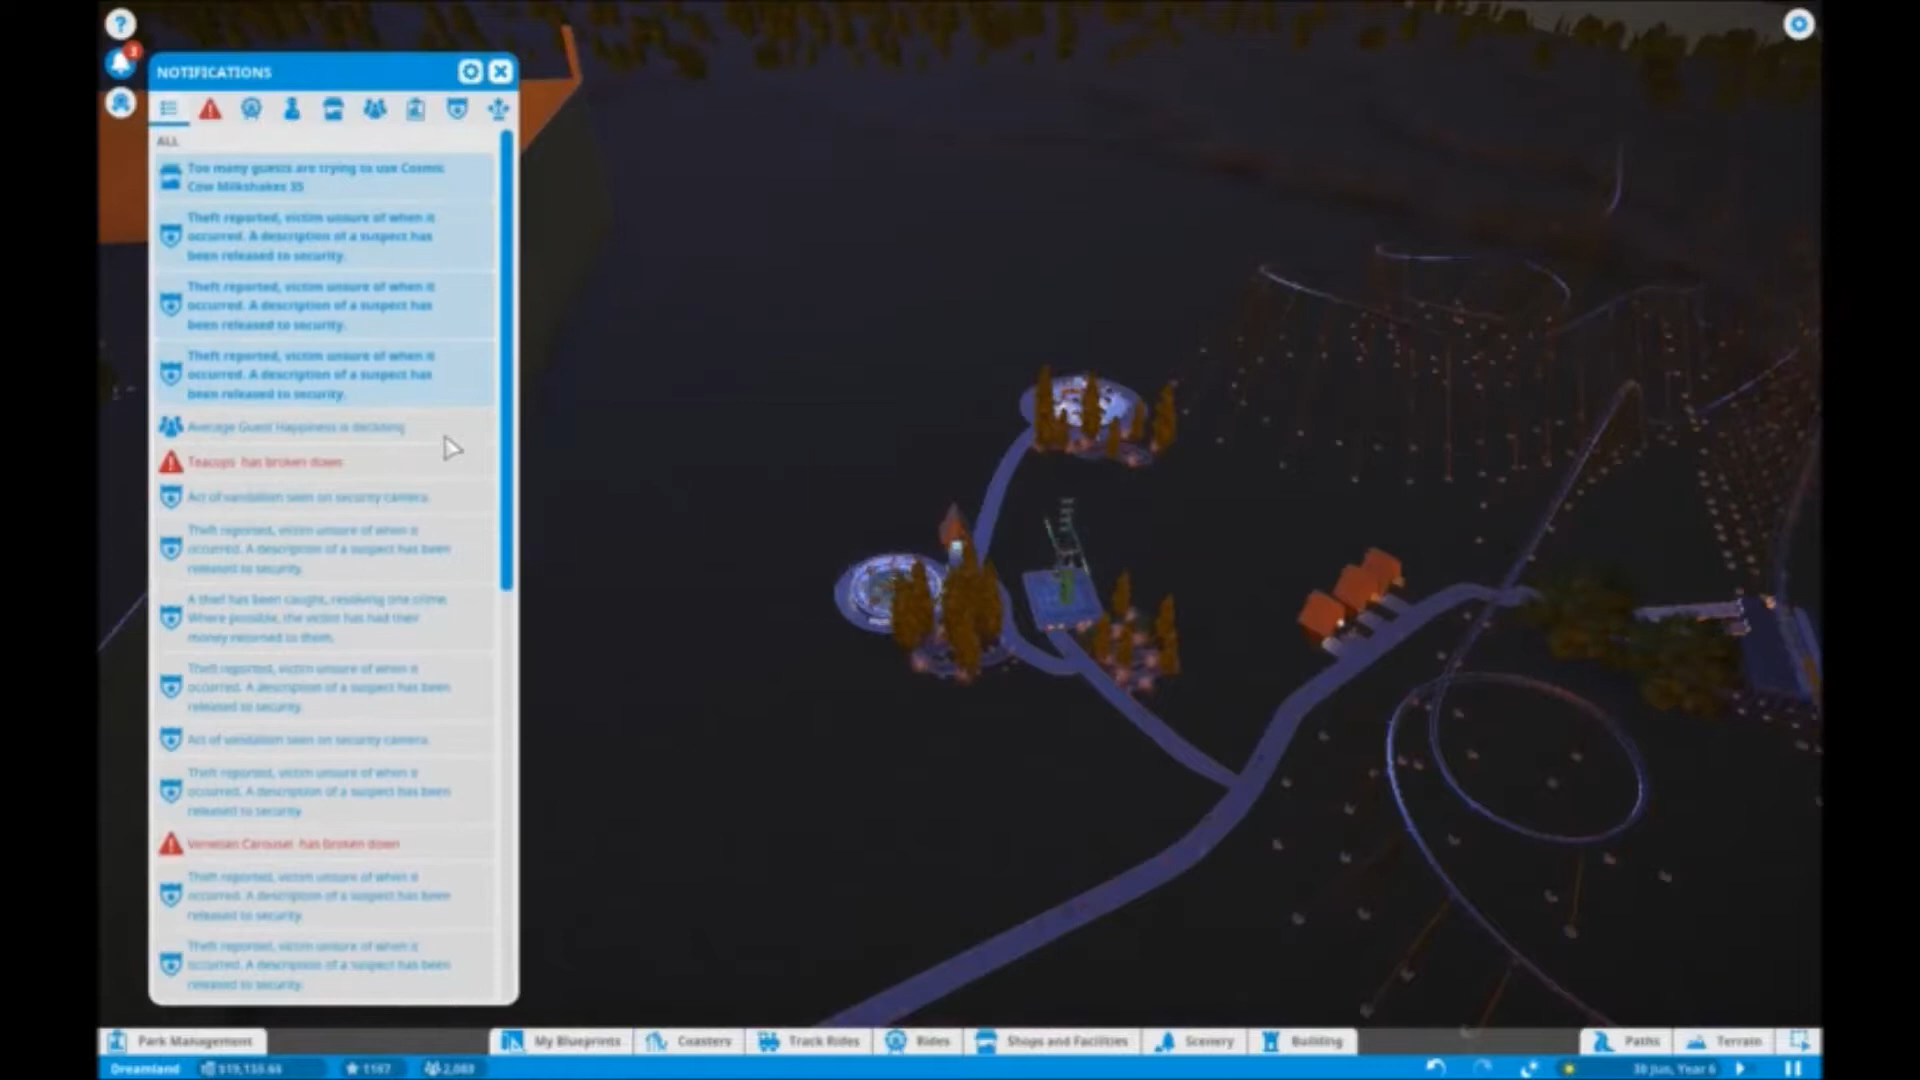 ?
3
NOTIFICATIONS
ALL
Too many guests are trying to use Cosmic
Cow Milkshakes 35
Theft reported, victim unsure of when it
occurred. A description of a suspect has
been released to security.
Theft reported, victim unsure of when it
occurred. A description of a suspect has
been released to security.
Theft reported, victim unsure of when it
occurred. A description of a suspect has
been released to security.
Average Guest Happiness is declining
Teacups has broken down
Act of vandalism seen on security camera.
Theft reported, victim unsure of when it
occurred. A description of a suspect has been
released to security.
A thief has been caught, resolving one crime.
Where possible, the victim has had their
money returned to them.
Theft reported, victim unsure of when it
occurred. A description of a suspect has been
released to security.
Act of vandalism seen on security camera.
Theft reported, victim unsure of when it
occurred. A description of a suspect has been
released to security.
Venetian Carousel has broken down
Theft reported, victim unsure of when it
occurred. A description of a suspect has been
released to security.
Theft reported, victim unsure of when it
occurred. A description of a suspect has been
released to security.
Park Management
My Blueprints
Coasters
Track Rides
Rides
Shops and Facilities
Scenery
Building
Paths
Terrain
Dreamland
1197
2,083
30 Jun, Year 6